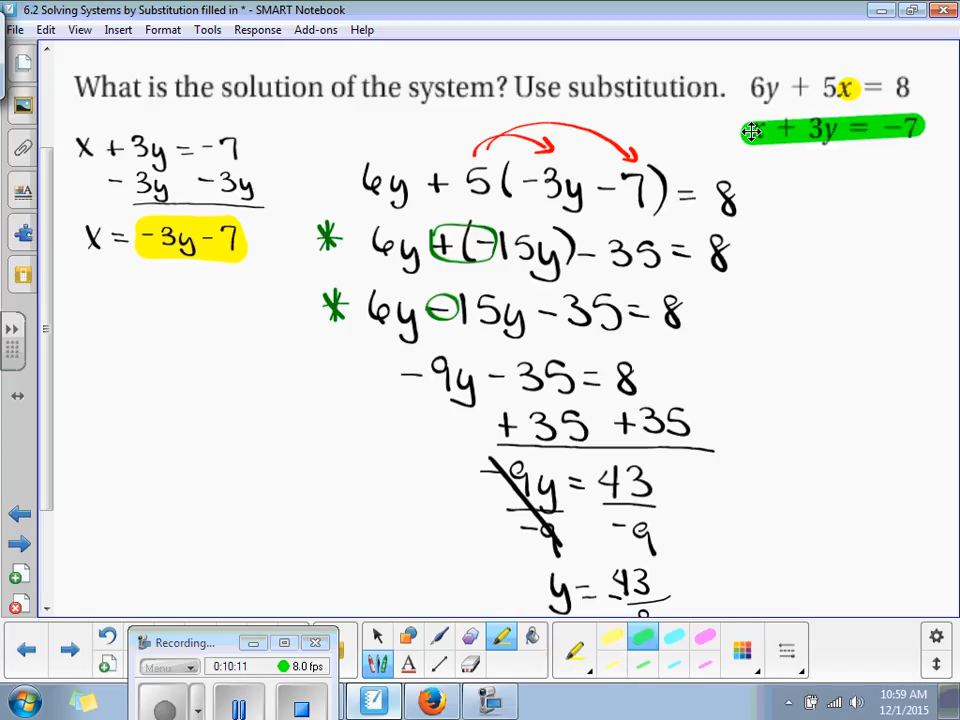 6.2 Solving Systems by Substitution filled in * - SMART Notebook
File Edit View Insert Format Tools Response Add-ons Help
What is the solution of the system? Use substitution. 6y + 5x = 8
x + 3y = -7
x + 3y = -7
- 3y -3y
x = -3y - 7
6y + 5(-3y - 7) = 8
* 6y + (-15y) - 35 = 8
* 6y - 15y - 35 = 8
-9y - 35 = 8
+35 +35
-9y = 43
-9 -9
y = -43
Recording...
Menu 0:10:11 8.0 fps
A
10:59 AM
12/1/2015